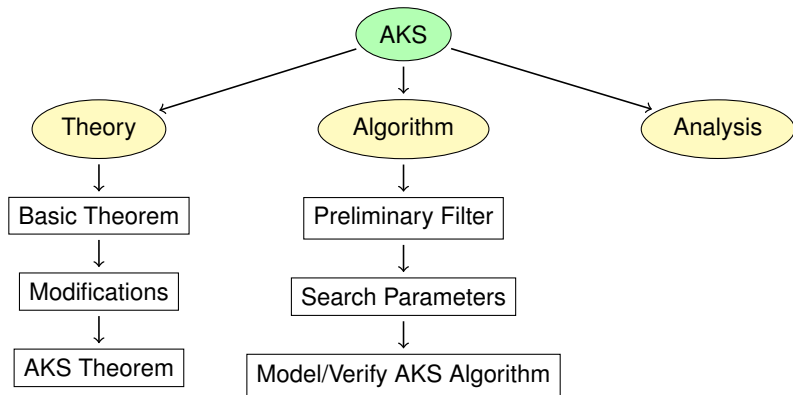 AKS
Theory
Algorithm
Analysis
Basic Theorem
Preliminary Filter
Modifications
Search Parameters
AKS Theorem
Model/Verify AKS Algorithm